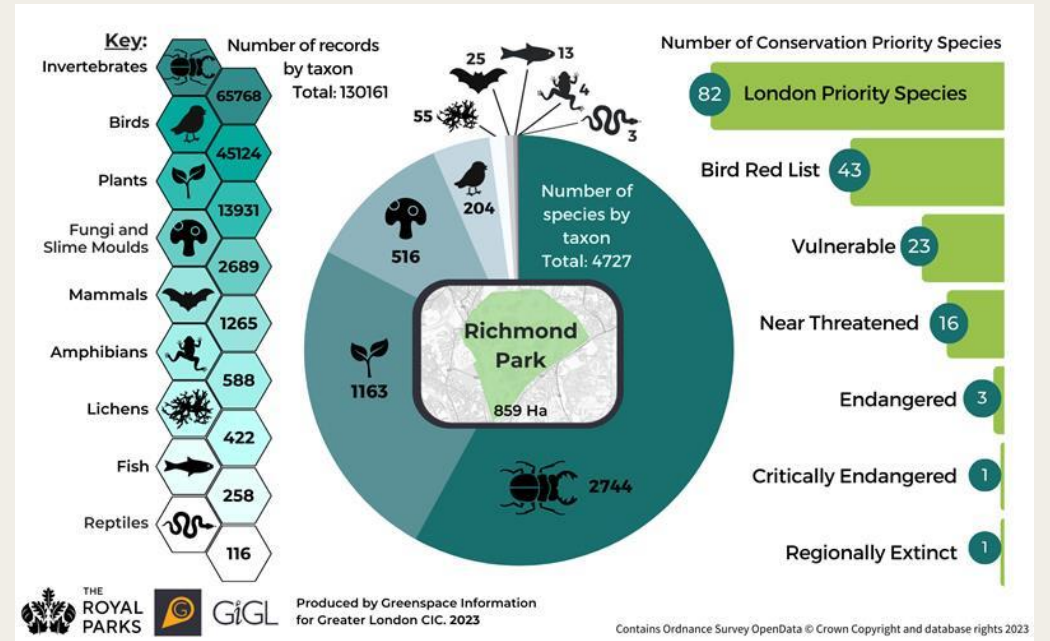 Key:
Invertebrates
Birds
Plants
Fungi and
Slime Moulds
Mammals
Amphibians
Lichens
Fish
Reptiles
65768
45124
13931
2689
1265
588
422
258
116
Number of records
by taxon
Total: 130161
25
13
4
55
3
204
516
1163
2744
Number of
species by
taxon
Total: 4727
Richmond
Park
859 Ha
Number of Conservation Priority Species
82 London Priority Species
Bird Red List 43
Vulnerable 23
Near Threatened 16
Endangered 3
Critically Endangered 1
Regionally Extinct 1
THE
ROYAL
PARKS
G
GiGL
Produced by Greenspace Information
for Greater London CIC. 2023
Contains Ordnance Survey OpenData © Crown Copyright and database rights 2023